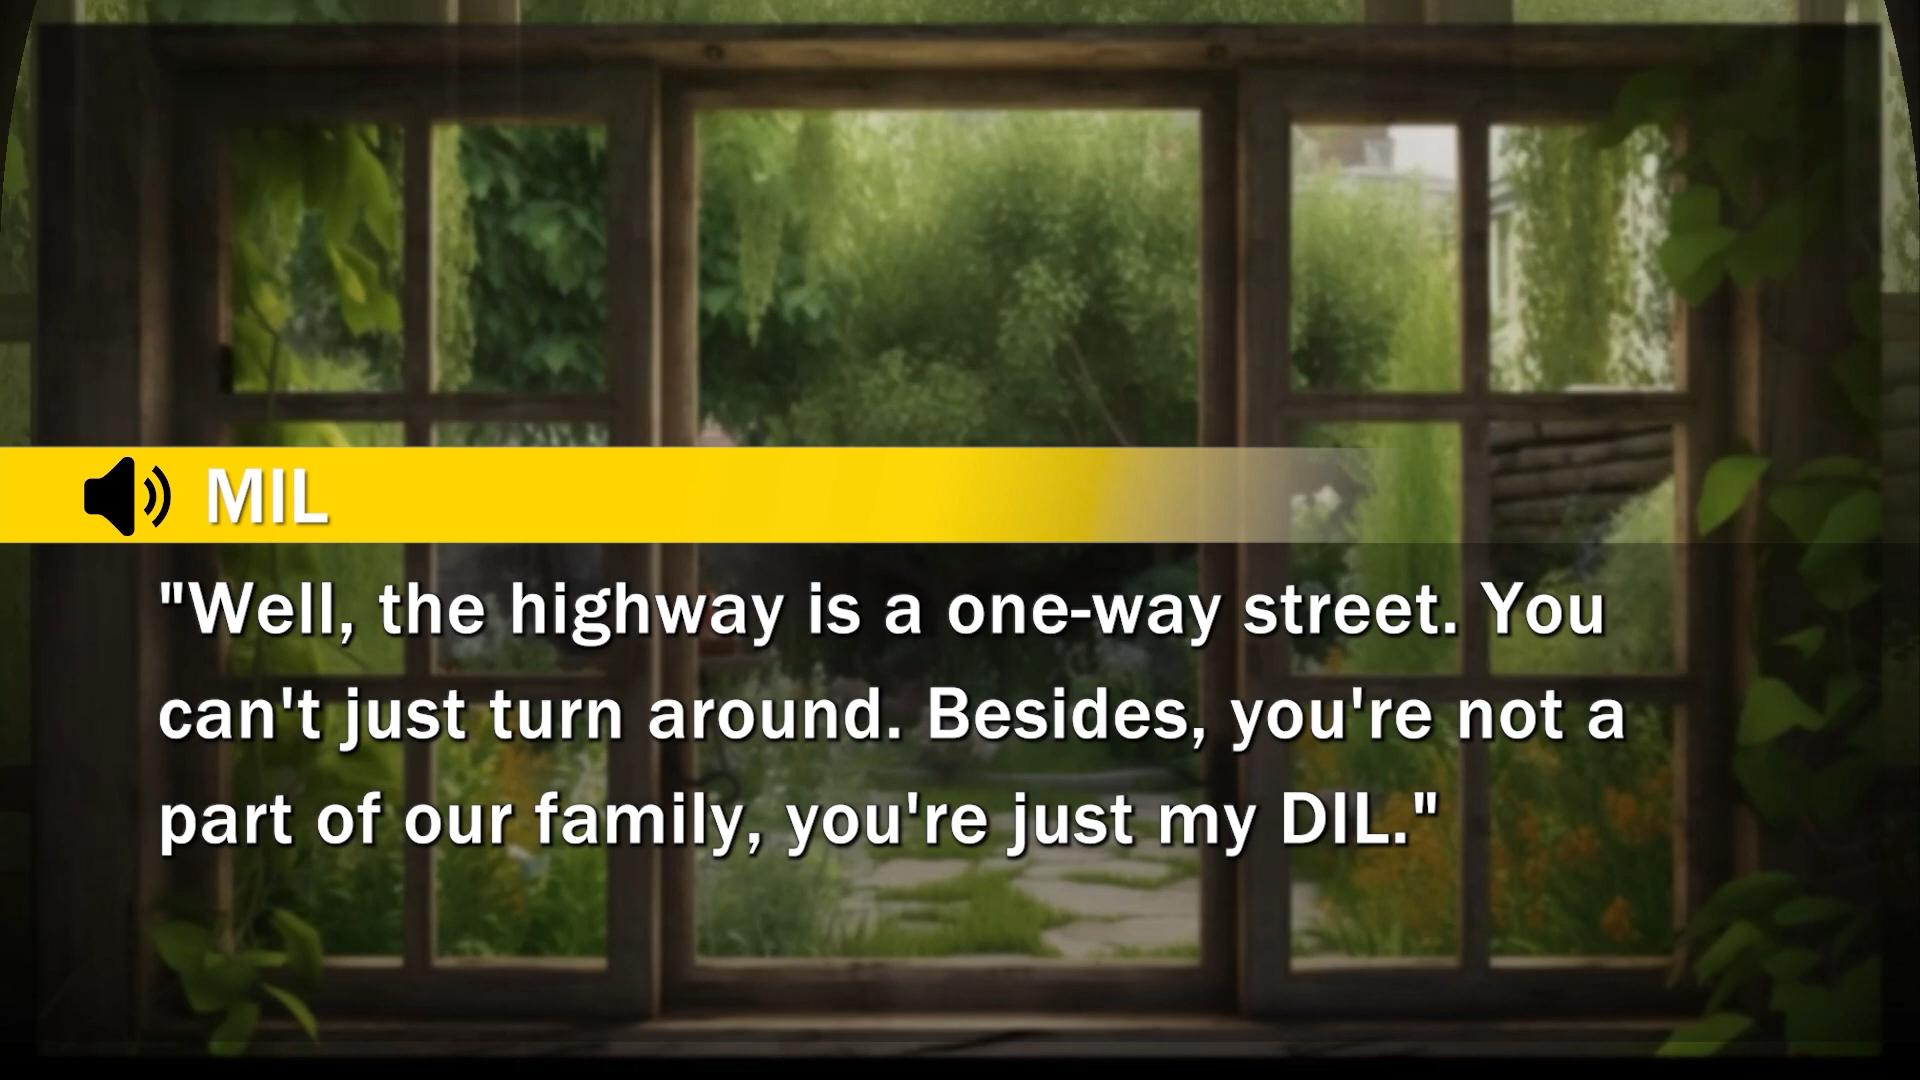 MIL
"Well, the highway is a one-way street. You
can't just turn around. Besides, you're not a
part of our family, you're just my DIL."